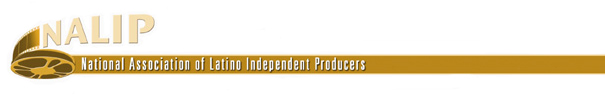 NALIP
National Association of Latino Independent Producers